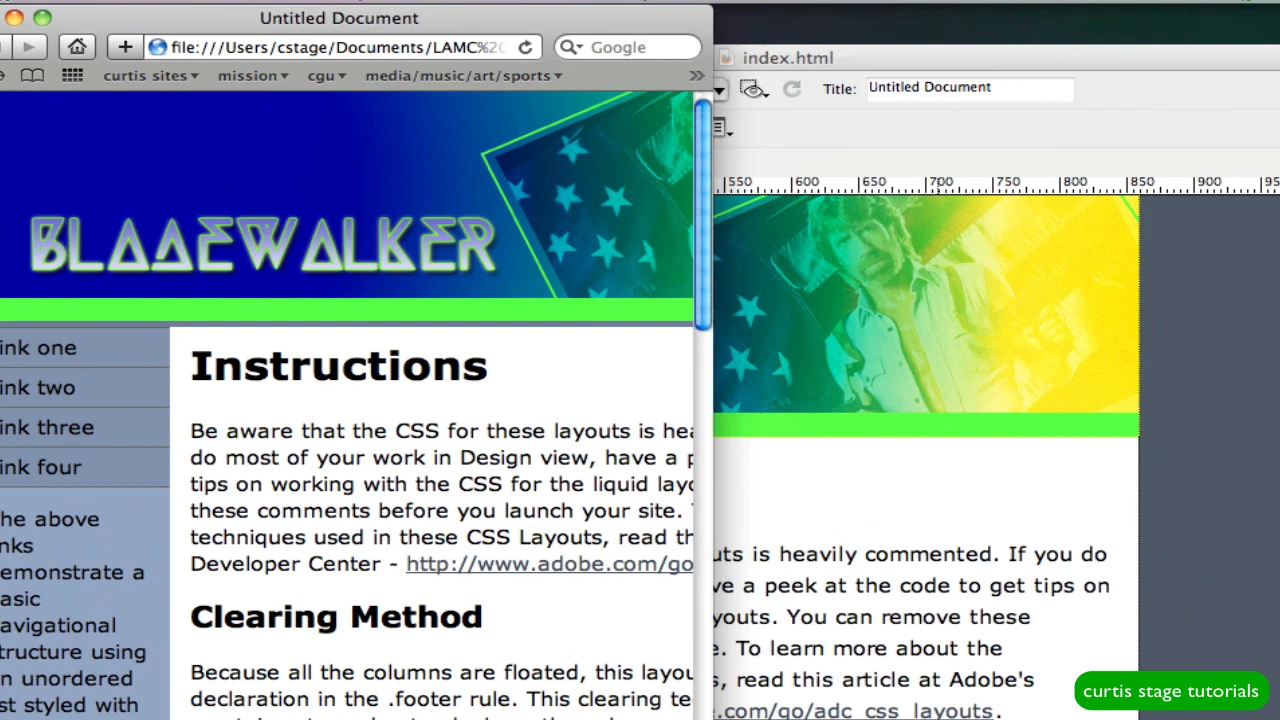 Untitled Document
file:///Users/cstage/Documents/LAMC%2C
Google
curtis sites
mission
cgu
media/music/art/sports
BLADEWALKER
ink one
ink two
ink three
ink four
he above
nks
emonstrate a
asic
avigational
tructure using
n unordered
st styled with
Instructions
Be aware that the CSS for these layouts is hea
do most of your work in Design view, have a p
tips on working with the CSS for the liquid layo
these comments before you launch your site.
techniques used in these CSS Layouts, read th
Developer Center - http://www.adobe.com/go
Clearing Method
Because all the columns are floated, this layou
declaration in the .footer rule. This clearing te
index.html
Title: Untitled Document
550 600 650 700 750 800 850 900 95
uts is heavily commented. If you do
ve a peek at the code to get tips on
youts. You can remove these
e. To learn more about the
s, read this article at Adobe's
.com/go/adc_css_layouts.
curtis stage tutorials